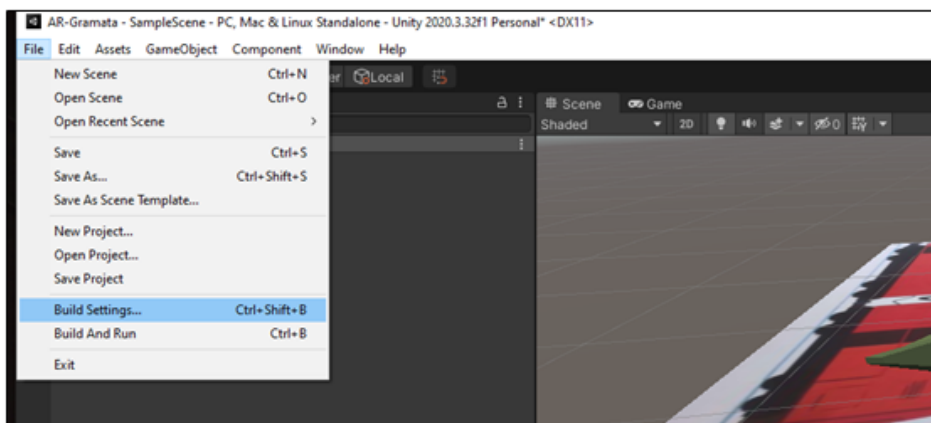 AR-Gramata - SampleScene - PC, Mac & Linux Standalone - Unity 2020.3.32f1 Personal* <DX11>
File Edit Assets GameObject Component Window Help
New Scene Ctrl+N
Local
Open Scene Ctrl+O
Scene Game
Open Recent Scene >
Shaded 2D 0
Save Ctrl+S
Save As... Ctrl+Shift+S
Save As Scene Template...
New Project...
Open Project...
Save Project
Build Settings... Ctrl+Shift+B
Build And Run Ctrl+B
Exit